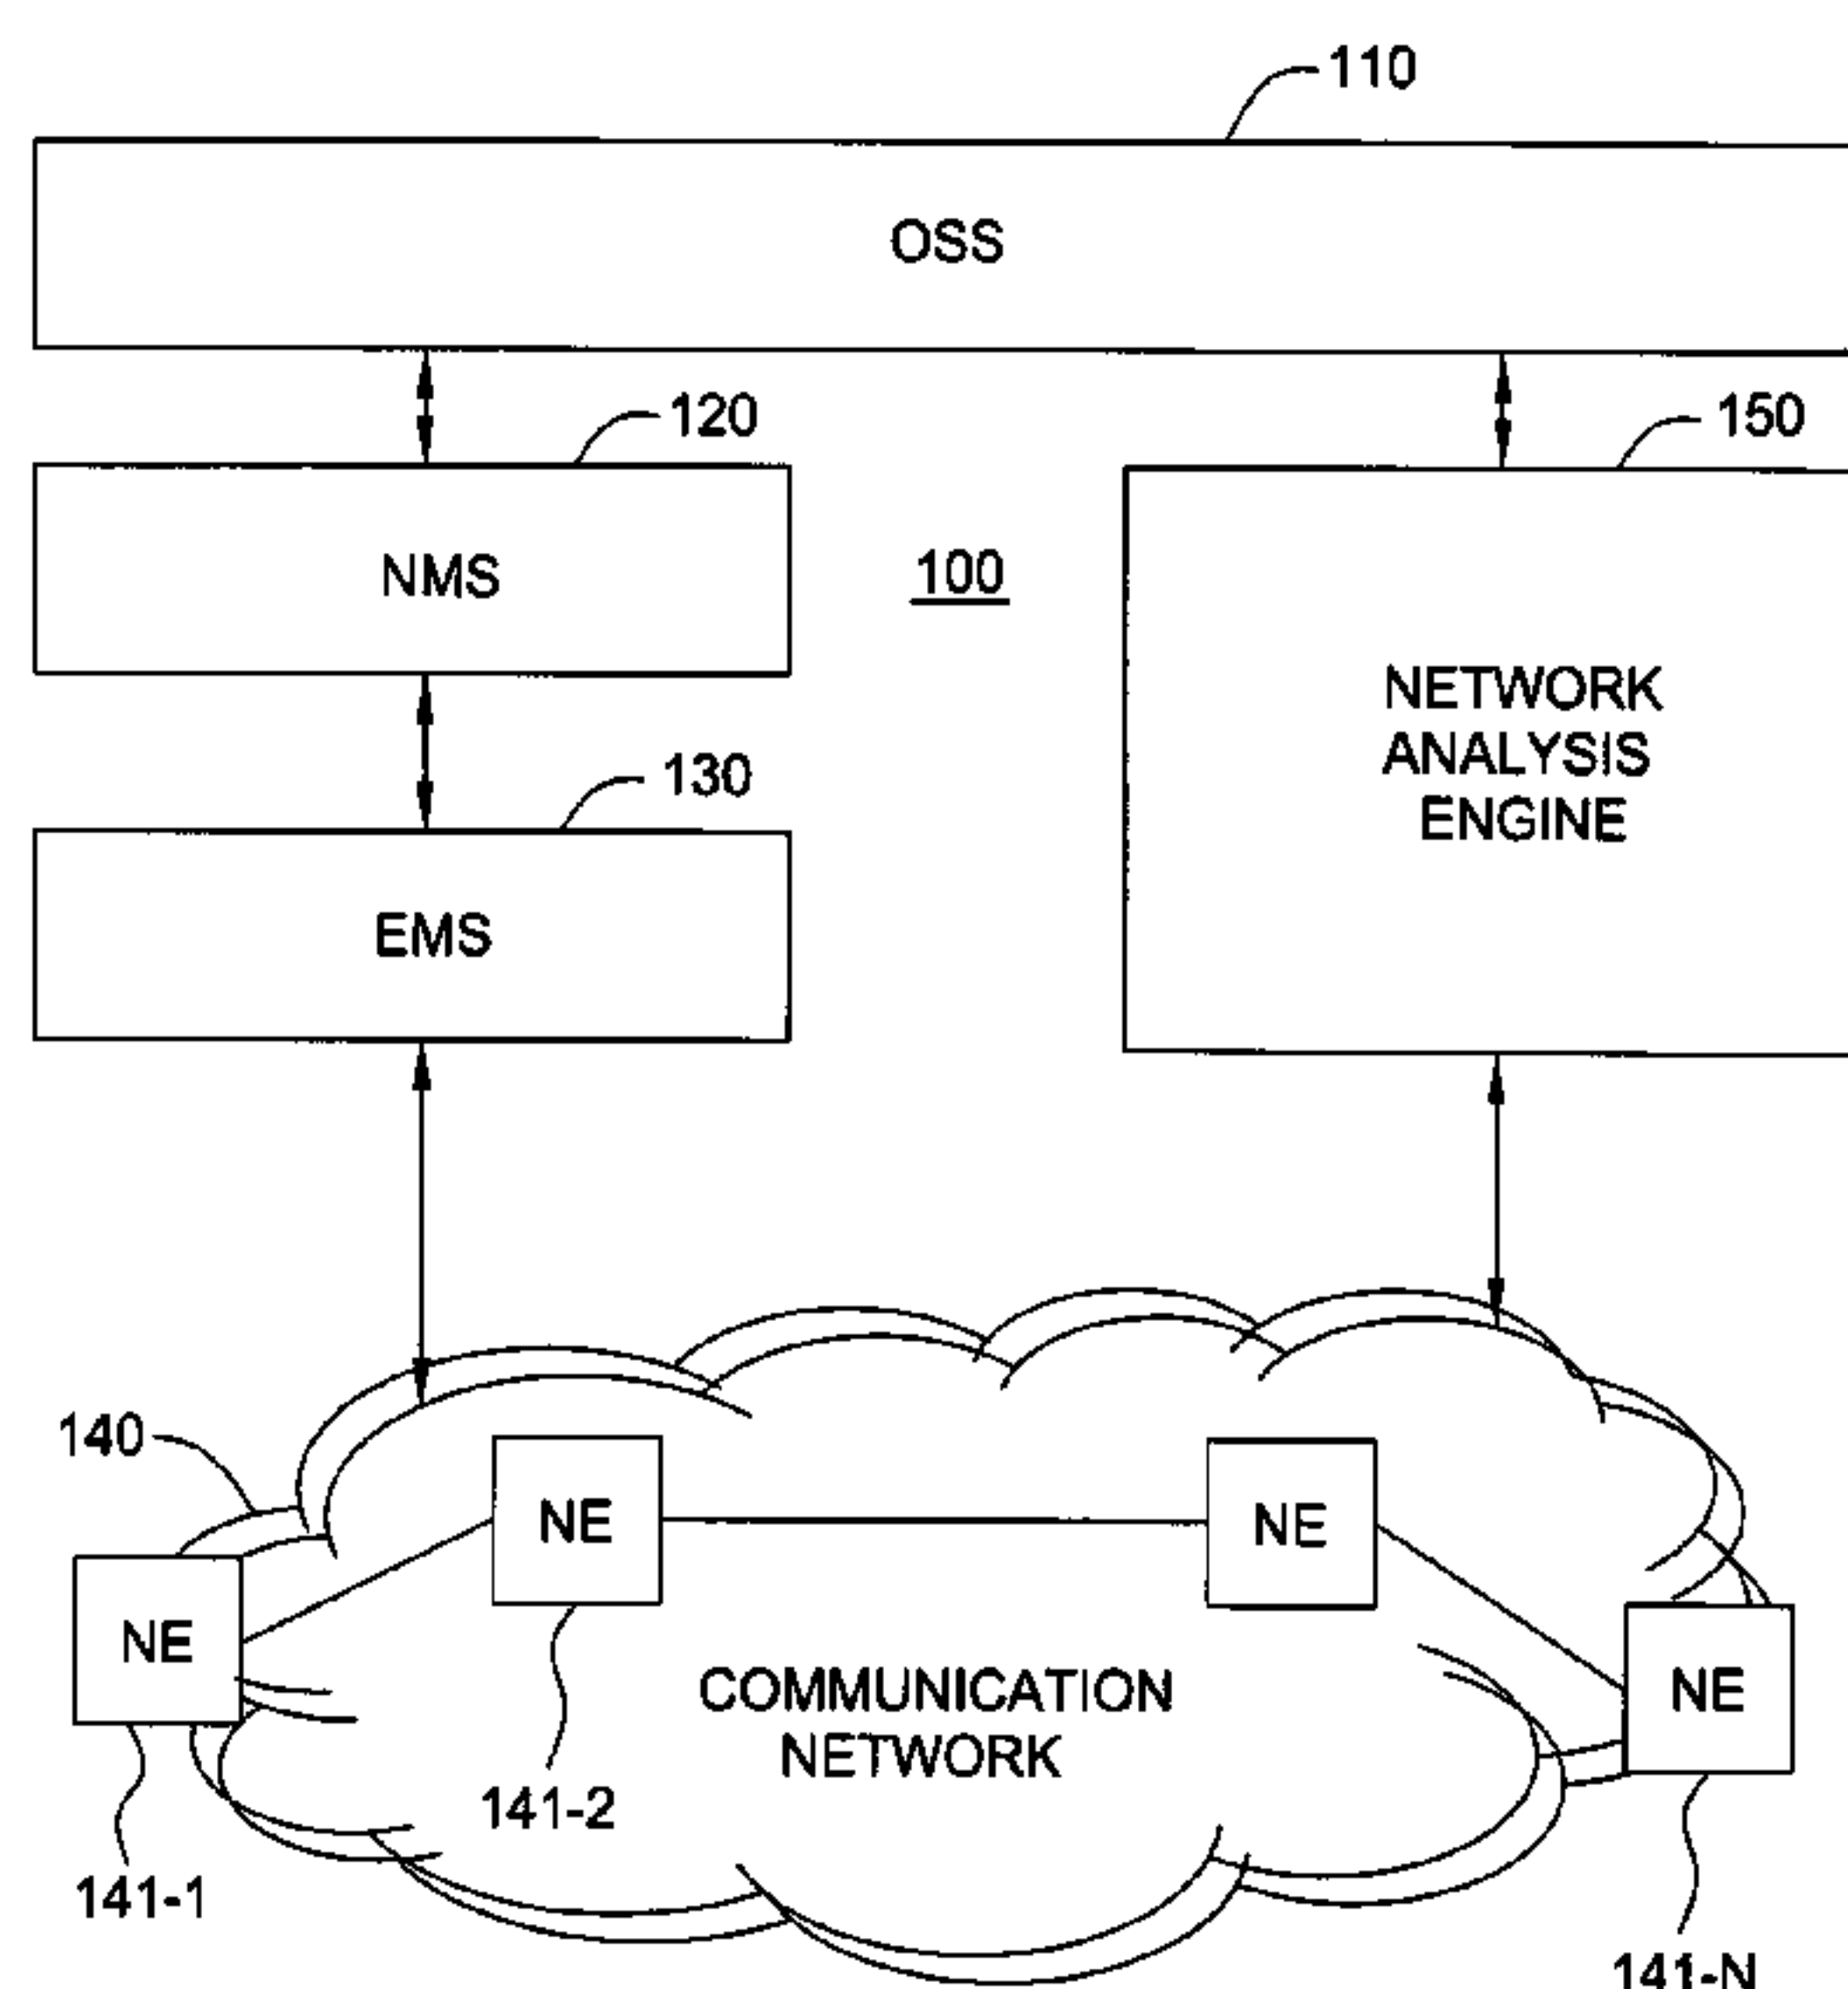 110
OSS
120
150
NMS
100
NETWORK
ANALYSIS
ENGINE
130
EMS
140
NE
NE
NE
NE
COMMUNICATION
NETWORK
141-2
141-1
141-N